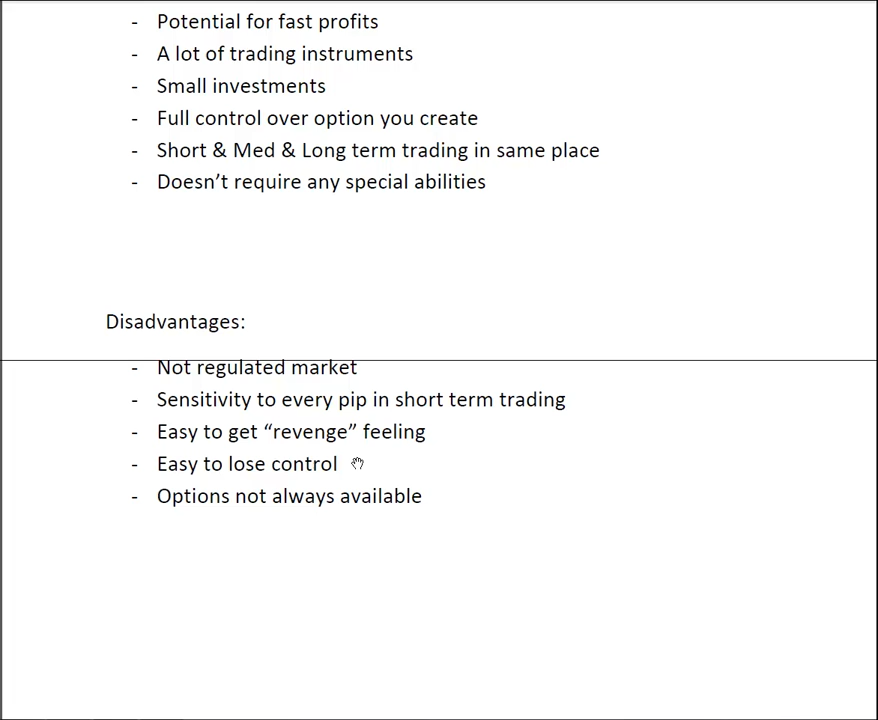 - Potential for fast profits
- A lot of trading instruments
- Small investments
- Full control over option you create
- Short & Med & Long term trading in same place
- Doesn’t require any special abilities
Disadvantages:
- Not regulated market
- Sensitivity to every pip in short term trading
- Easy to get “revenge” feeling
- Easy to lose control
- Options not always available